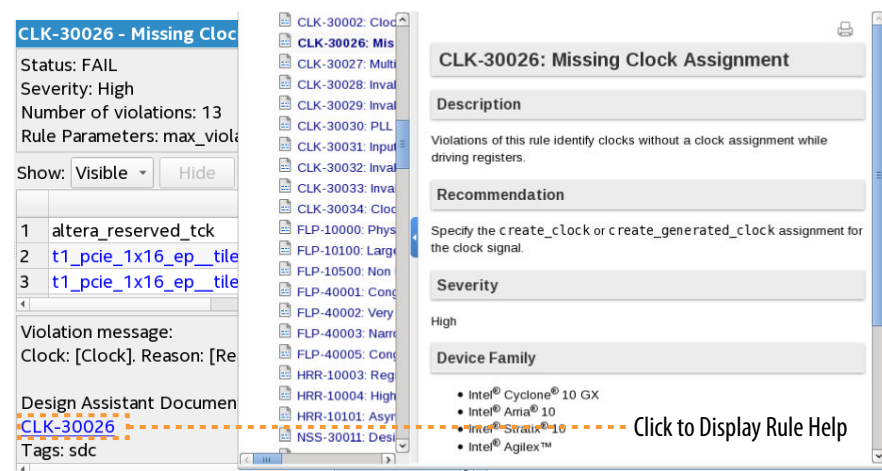 CLK-30026 - Missing Cloc
Status: FAIL
Severity: High
Number of violations: 13
Rule Parameters: max_viola
Show: Visible Hide
1 altera_reserved_tck
2 t1_pcie_1x16_ep__tile
3 t1_pcie_1x16_ep__tile
Violation message:
Clock: [Clock]. Reason: [Re
Design Assistant Documen
CLK-30026
Tags: sdc
CLK-30002: Cloc
CLK-30026: Mis
CLK-30027: Multi
CLK-30028: Inval
CLK-30029: Inval
CLK-30030: PLL
CLK-30031: Input
CLK-30032: Inval
CLK-30033: Inva
CLK-30034: Cloc
FLP-10000: Phys
FLP-10100: Large
FLP-10500: Non
FLP-40001: Cong
FLP-40002: Very
FLP-40003: Narro
FLP-40005: Cong
HRR-10003: Reg
HRR-10004: High
HRR-10101: Asyn
NSS-30011: Desi
CLK-30026: Missing Clock Assignment
Description
Violations of this rule identify clocks without a clock assignment while
driving registers.
Recommendation
Specify the create_clock or create_generated_clock assignment for
the clock signal.
Severity
High
Device Family
• Intel® Cyclone® 10 GX
• Intel® Arria® 10
• Intel® Stratix® 10
• Intel® Agilex™
Click to Display Rule Help